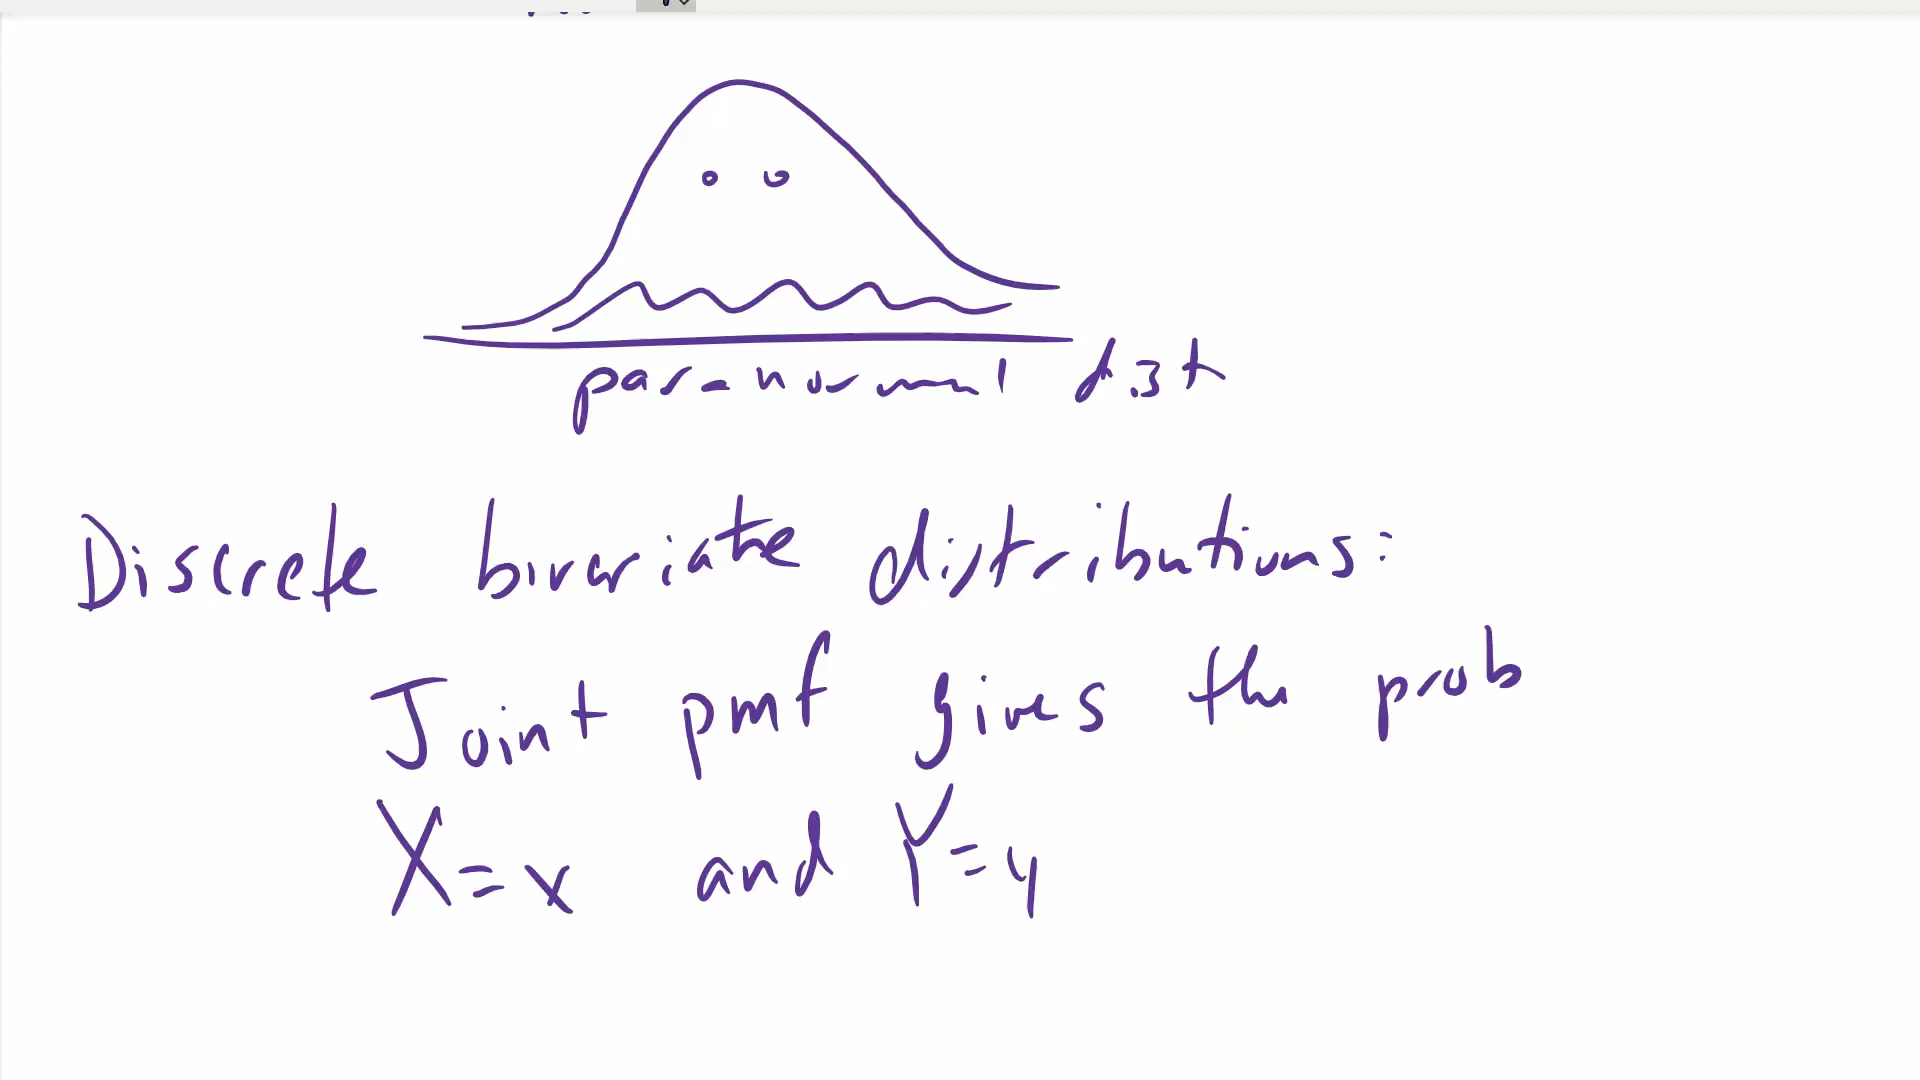 paranormal dist
Discrete bivariate distributions:
Joint pmf gives the prob
X=x and Y=y